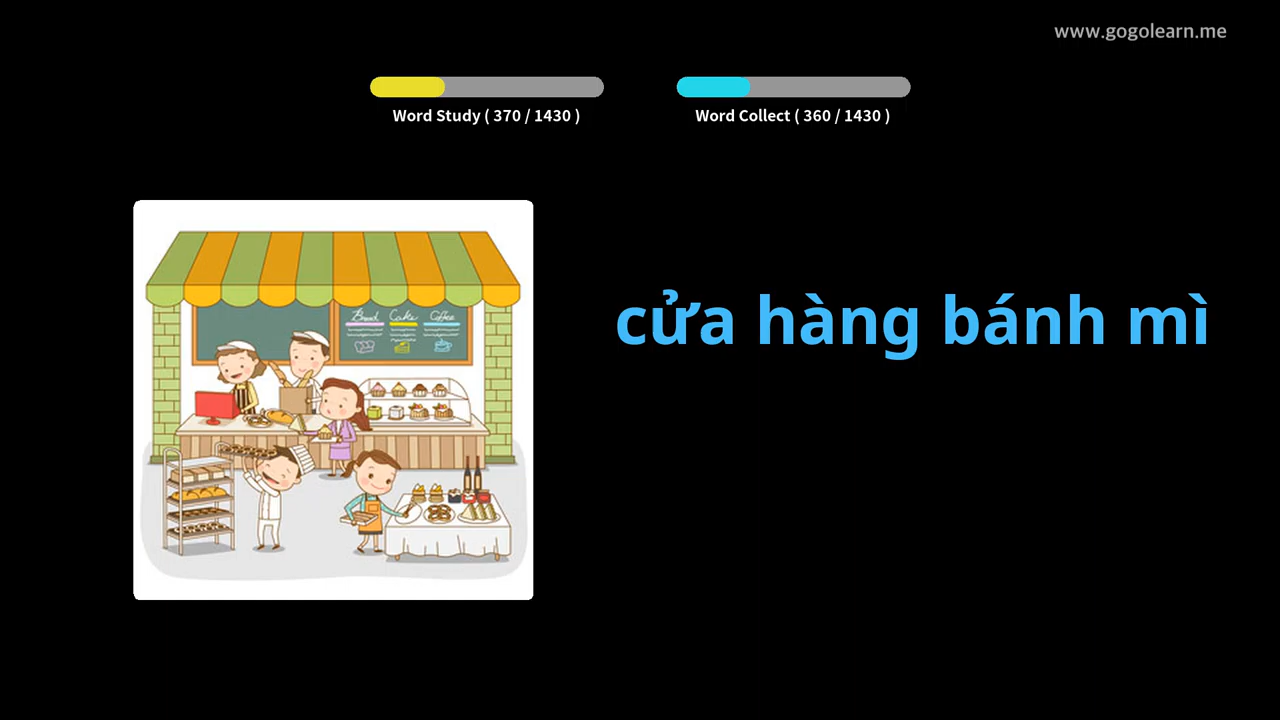 www.gogolearn.me
Word Study ( 370 / 1430 )
Word Collect ( 360 / 1430 )
Bread Cake Coffee
cửa hàng bánh mì